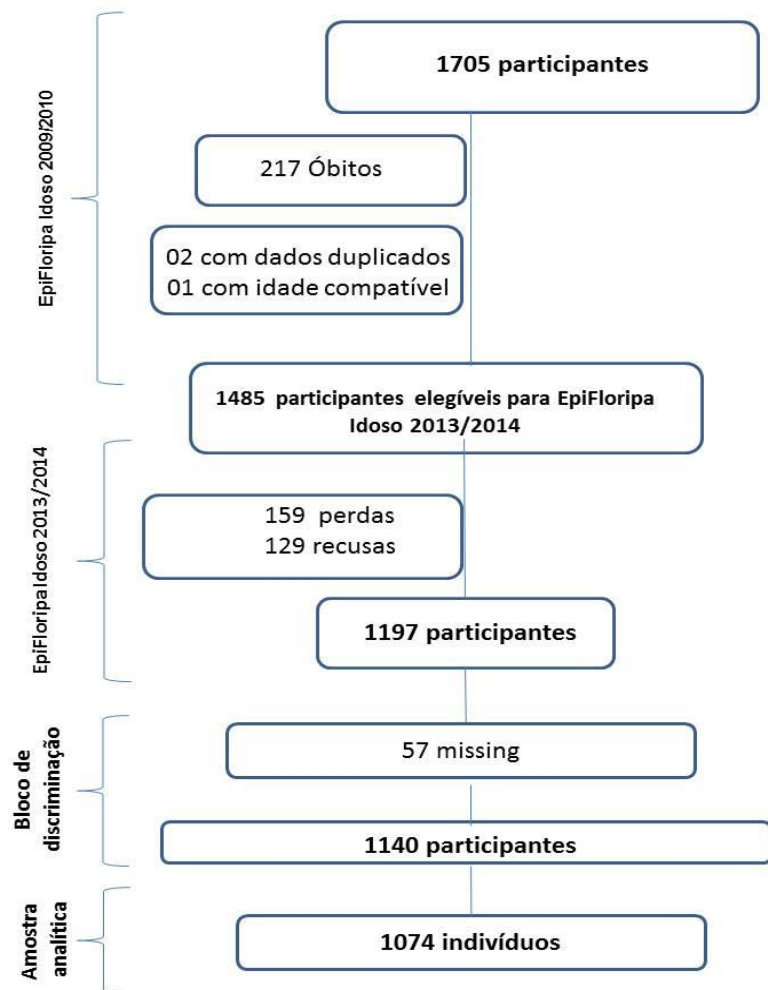 EpiFloripa Idoso 2009/2010
1705 participantes
217 Óbitos
02 com dados duplicados
01 com idade compatível
1485 participantes elegíveis para EpiFloripa
Idoso 2013/2014
EpiFloripa Idoso 2013/2014
159 perdas
129 recusas
1197 participantes
Bloco de
discriminação
57 missing
1140 participantes
Amostra
analítica
1074 indivíduos